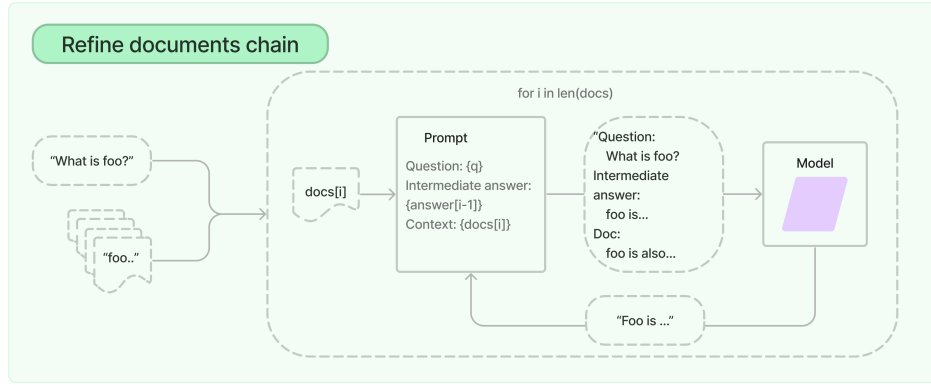 Refine documents chain
for i in len(docs)
“What is foo?”
“foo..”
docs[i]
Prompt
Question: {q}
Intermediate answer:
{answer[i-1]}
Context: {docs[i]}
“Question:
What is foo?
Intermediate
answer:
foo is...
Doc:
foo is also...
Model
“Foo is ...”